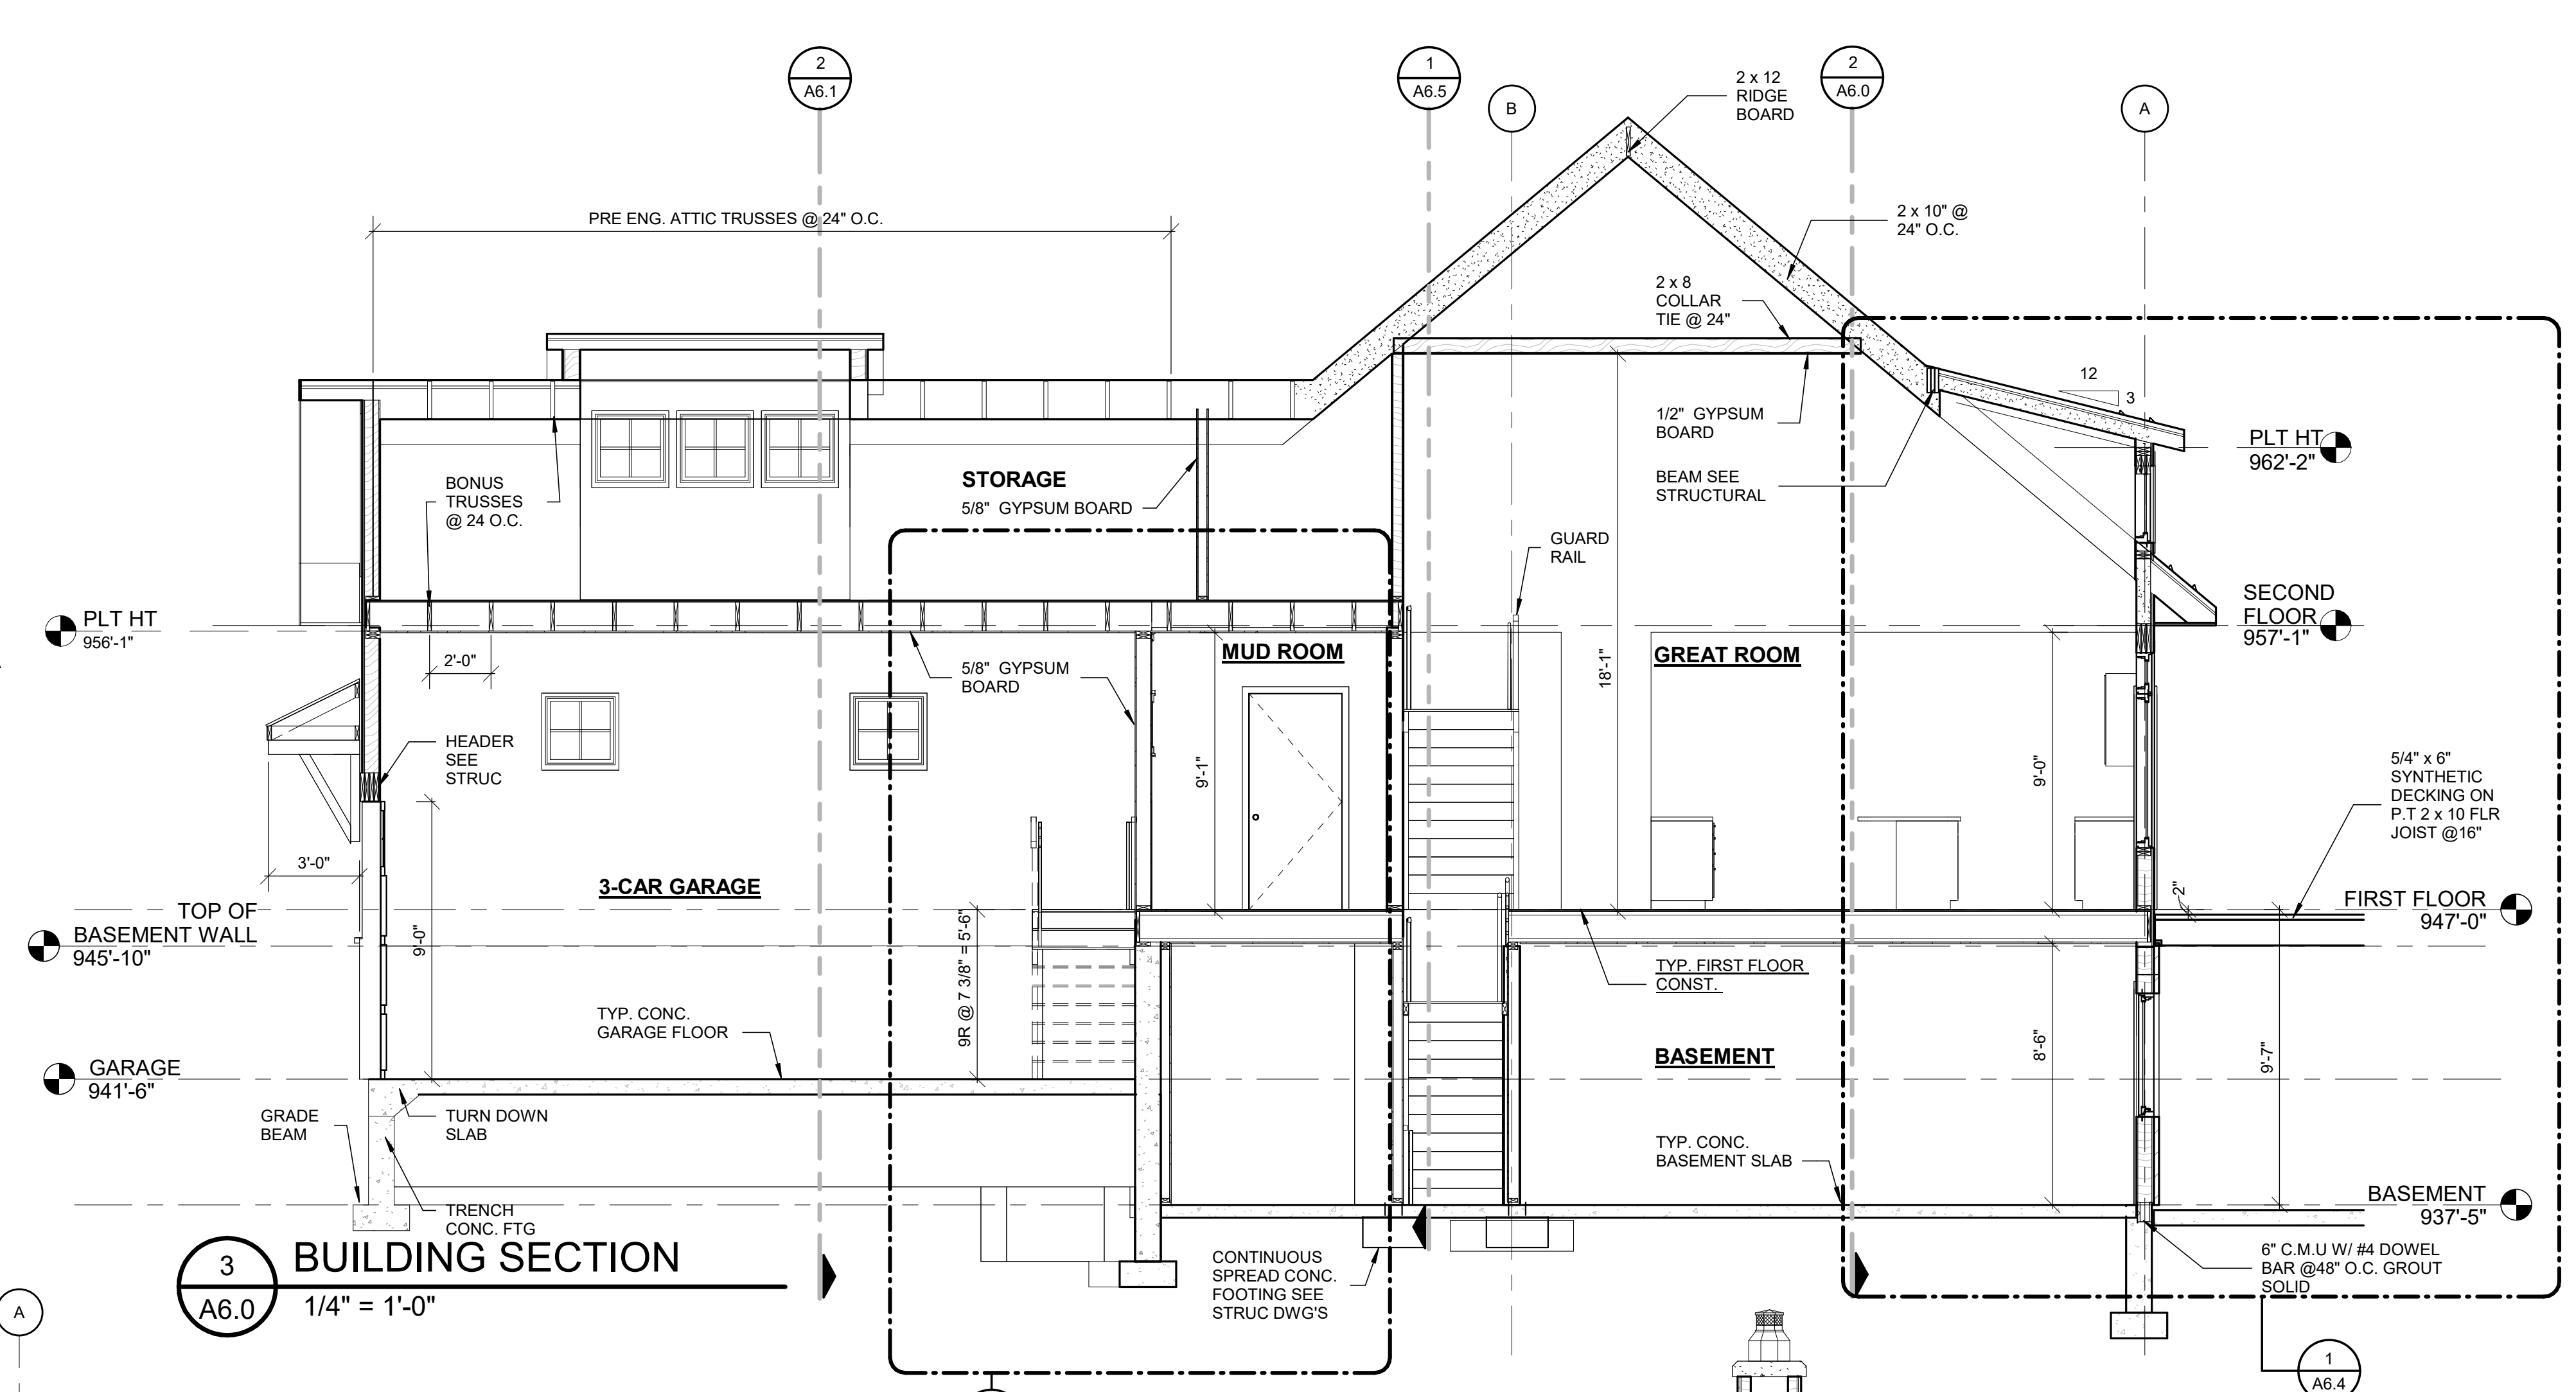 2
A6.1
1
A6.5
B
2
A6.0
A
2 x 12
RIDGE
BOARD
PRE ENG. ATTIC TRUSSES @ 24" O.C.
2 x 10" @
24" O.C.
2 x 8
COLLAR
TIE @ 24"
12
3
1/2" GYPSUM
BOARD
PLT HT
962'-2"
BEAM SEE
STRUCTURAL
STORAGE
5/8" GYPSUM BOARD
BONUS
TRUSSES
@ 24 O.C.
GUARD
RAIL
SECOND
FLOOR
957'-1"
PLT HT
956'-1"
2'-0"
5/8" GYPSUM
BOARD
MUD ROOM
18'-1"
GREAT ROOM
HEADER
SEE
STRUC
9'-1"
9'-0"
5/4" x 6"
SYNTHETIC
DECKING ON
P.T 2 x 10 FLR
JOIST @16"
3'-0"
3-CAR GARAGE
2"
TOP OF
BASEMENT WALL
945'-10"
9'-0"
9R @ 7 3/8" = 5'-6"
FIRST FLOOR
947'-0"
TYP. FIRST FLOOR
CONST.
TYP. CONC.
GARAGE FLOOR
BASEMENT
8'-6"
9'-7"
GARAGE
941'-6"
GRADE
BEAM
TURN DOWN
SLAB
TYP. CONC.
BASEMENT SLAB
TRENCH
CONC. FTG
BASEMENT
937'-5"
CONTINUOUS
SPREAD CONC.
FOOTING SEE
STRUC DWG'S
6" C.M.U W/ #4 DOWEL
BAR @48" O.C. GROUT
SOLID
3
A6.0
BUILDING SECTION
1/4" = 1'-0"
A
1
A6.4